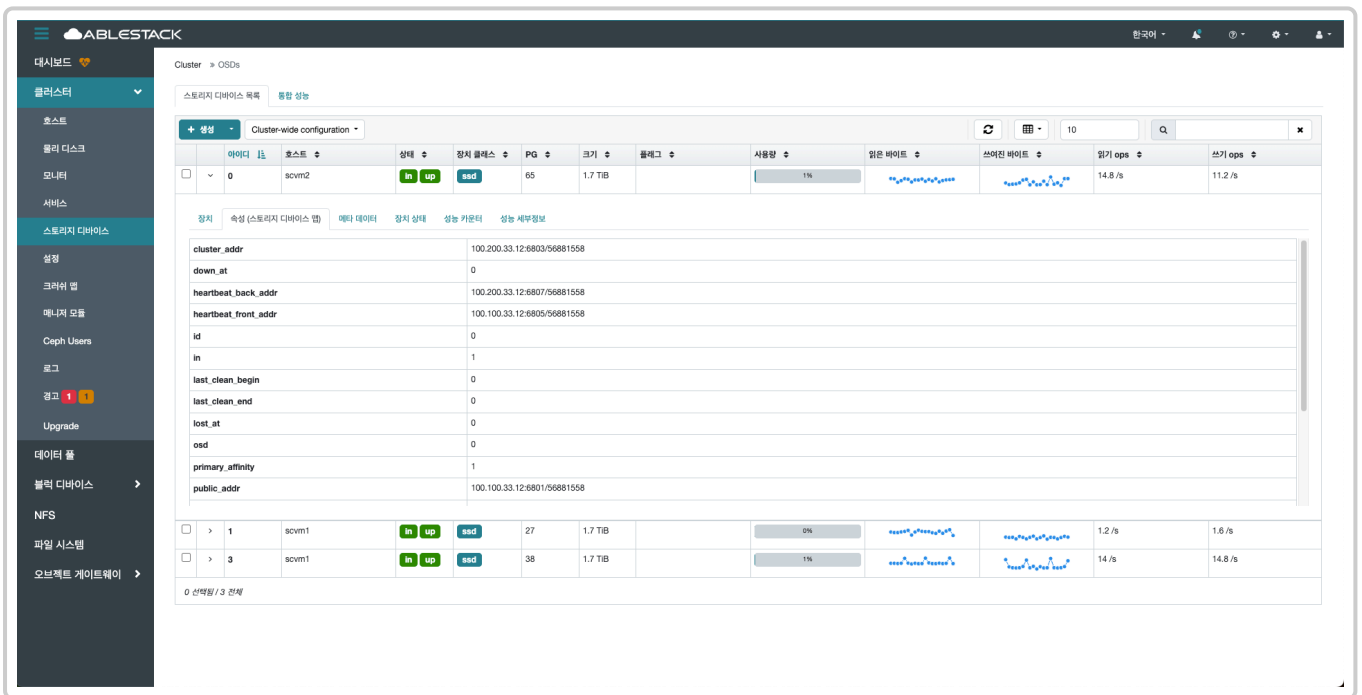 ABLESTACK
한국어
대시보드
클러스터
호스트
물리 디스크
모니터
서비스
스토리지 디바이스
설정
크러쉬 맵
매니저 모듈
Ceph Users
로그
경고 1 1
Upgrade
데이터 풀
블럭 디바이스
NFS
파일 시스템
오브젝트 게이트웨이
Cluster » OSDs
스토리지 디바이스 목록 통합 성능
+ 생성 Cluster-wide configuration 10
아이디 호스트 상태 장치 클래스 PG 크기 플래그 사용량 읽은 바이트 쓰여진 바이트 읽기 ops 쓰기 ops
0 scvm2 in up ssd 65 1.7 TiB 1% 14.8 /s 11.2 /s
장치 속성 (스토리지 디바이스 맵) 메타 데이터 장치 상태 성능 카운터 성능 세부정보
cluster_addr 100.200.33.12:6803/56881558
down_at 0
heartbeat_back_addr 100.200.33.12:6807/56881558
heartbeat_front_addr 100.100.33.12:6805/56881558
id 0
in 1
last_clean_begin 0
last_clean_end 0
lost_at 0
osd 0
primary_affinity 1
public_addr 100.100.33.12:6801/56881558
1 scvm1 in up ssd 27 1.7 TiB 0% 1.2 /s 1.6 /s
3 scvm1 in up ssd 38 1.7 TiB 1% 14 /s 14.8 /s
0 선택됨 / 3 전체